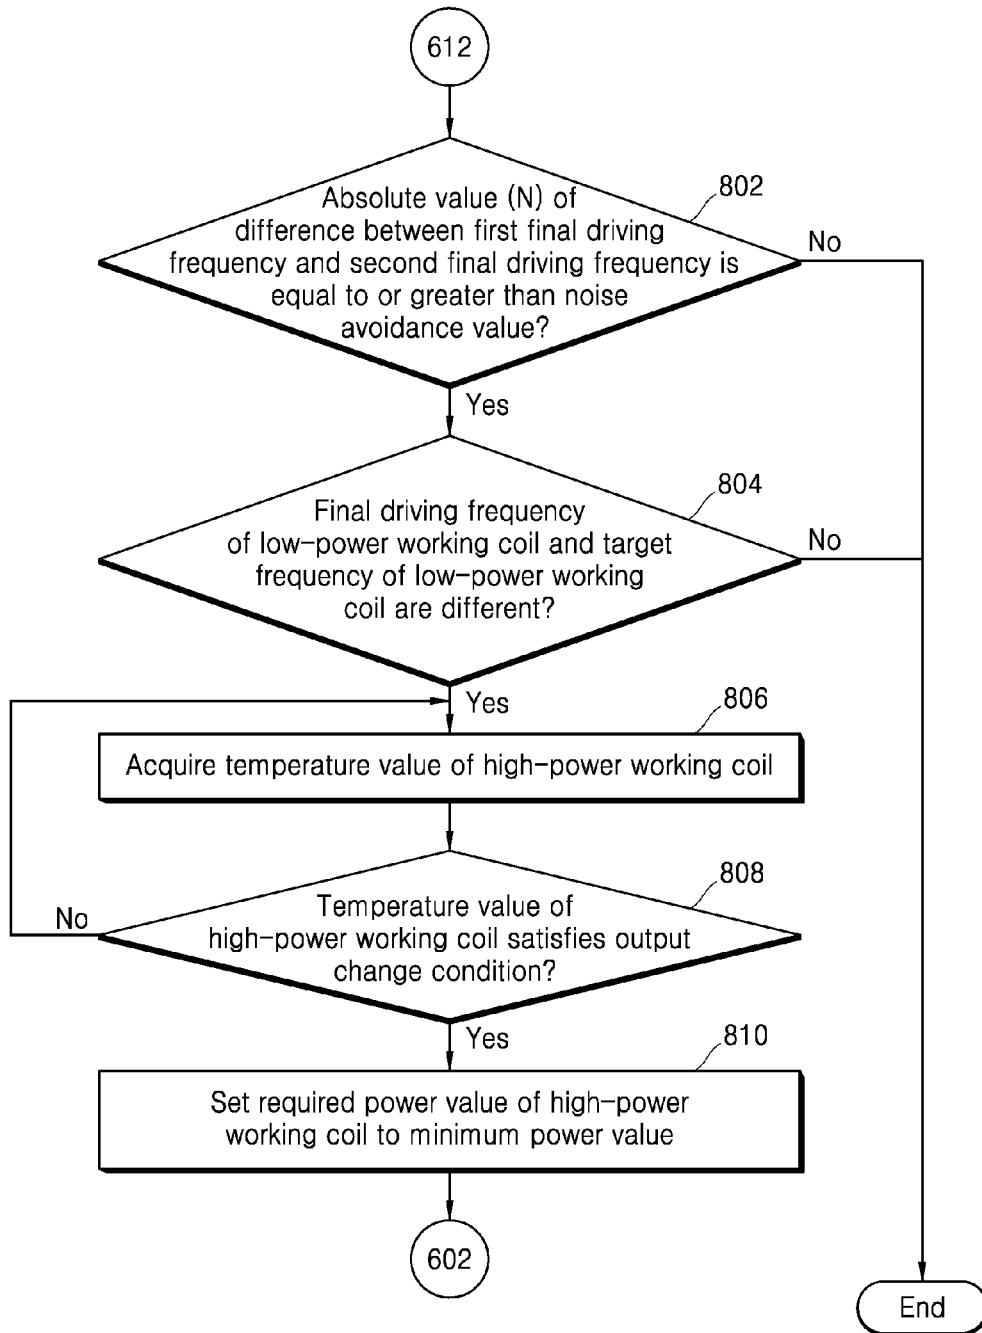 612
802
Absolute value (N) of
difference between first final driving
frequency and second final driving frequency is
equal to or greater than noise
avoidance value?
No
Yes
804
Final driving frequency
of low-power working coil and target
frequency of low-power working
coil are different?
No
Yes
806
Acquire temperature value of high-power working coil
808
Temperature value of
high-power working coil satisfies output
change condition?
No
Yes
810
Set required power value of high-power
working coil to minimum power value
602
End